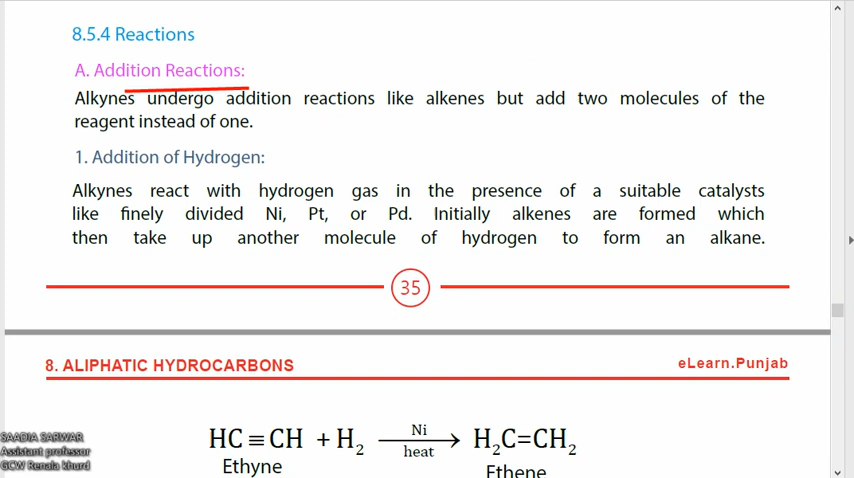 8.5.4 Reactions
A. Addition Reactions:
Alkynes undergo addition reactions like alkenes but add two molecules of the
reagent instead of one.
1. Addition of Hydrogen:
Alkynes react with hydrogen gas in the presence of a suitable catalysts
like finely divided Ni, Pt, or Pd. Initially alkenes are formed which
then take up another molecule of hydrogen to form an alkane.
35
8. ALIPHATIC HYDROCARBONS
eLearn.Punjab
SAADIA SARWAR
Assistant professor
GCW Renala khurd
HC≡CH + H₂ —Ni/heat→ H₂C=CH₂
Ethyne Ethene